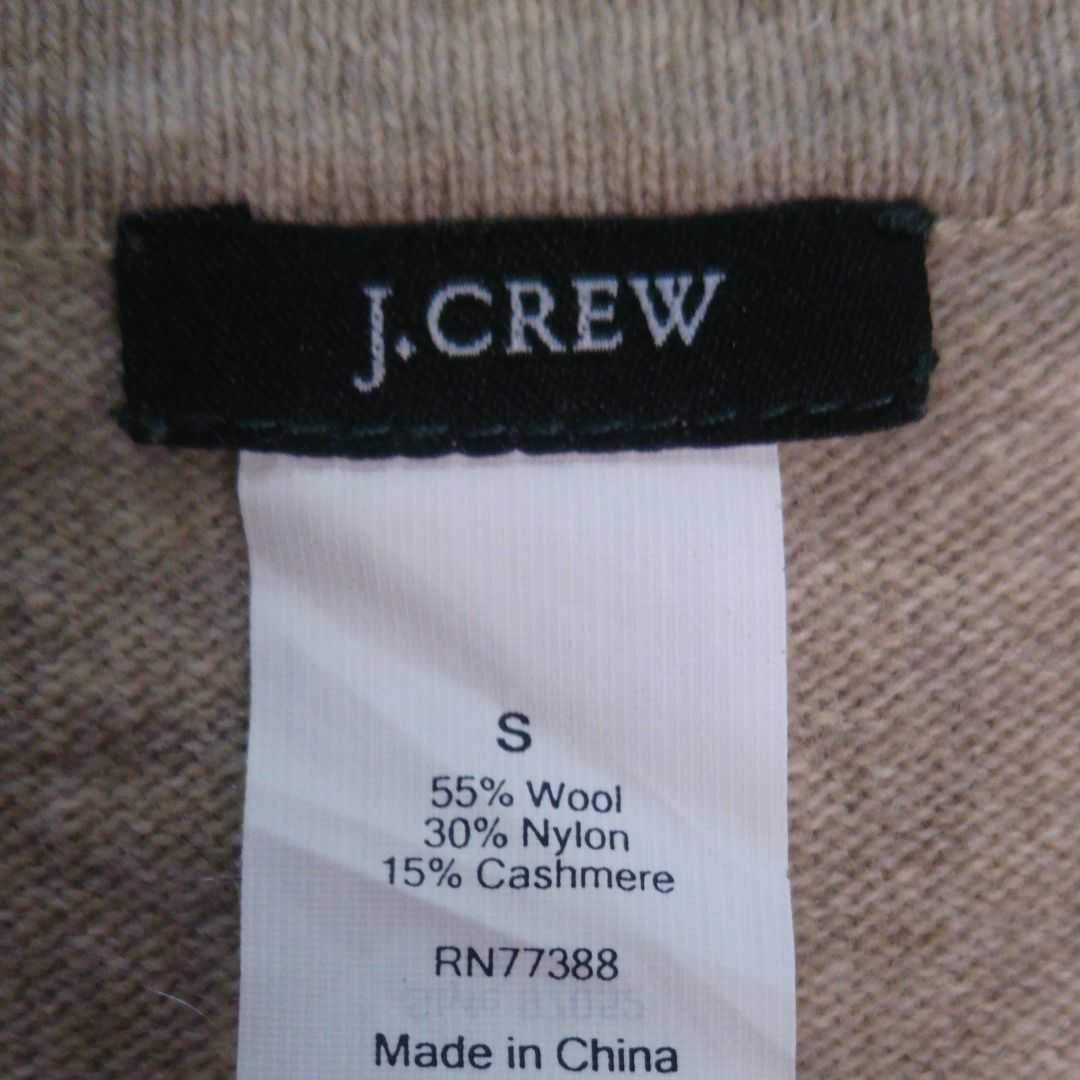 J.CREW
S
55% Wool
30% Nylon
15% Cashmere
RN77388
Made in China